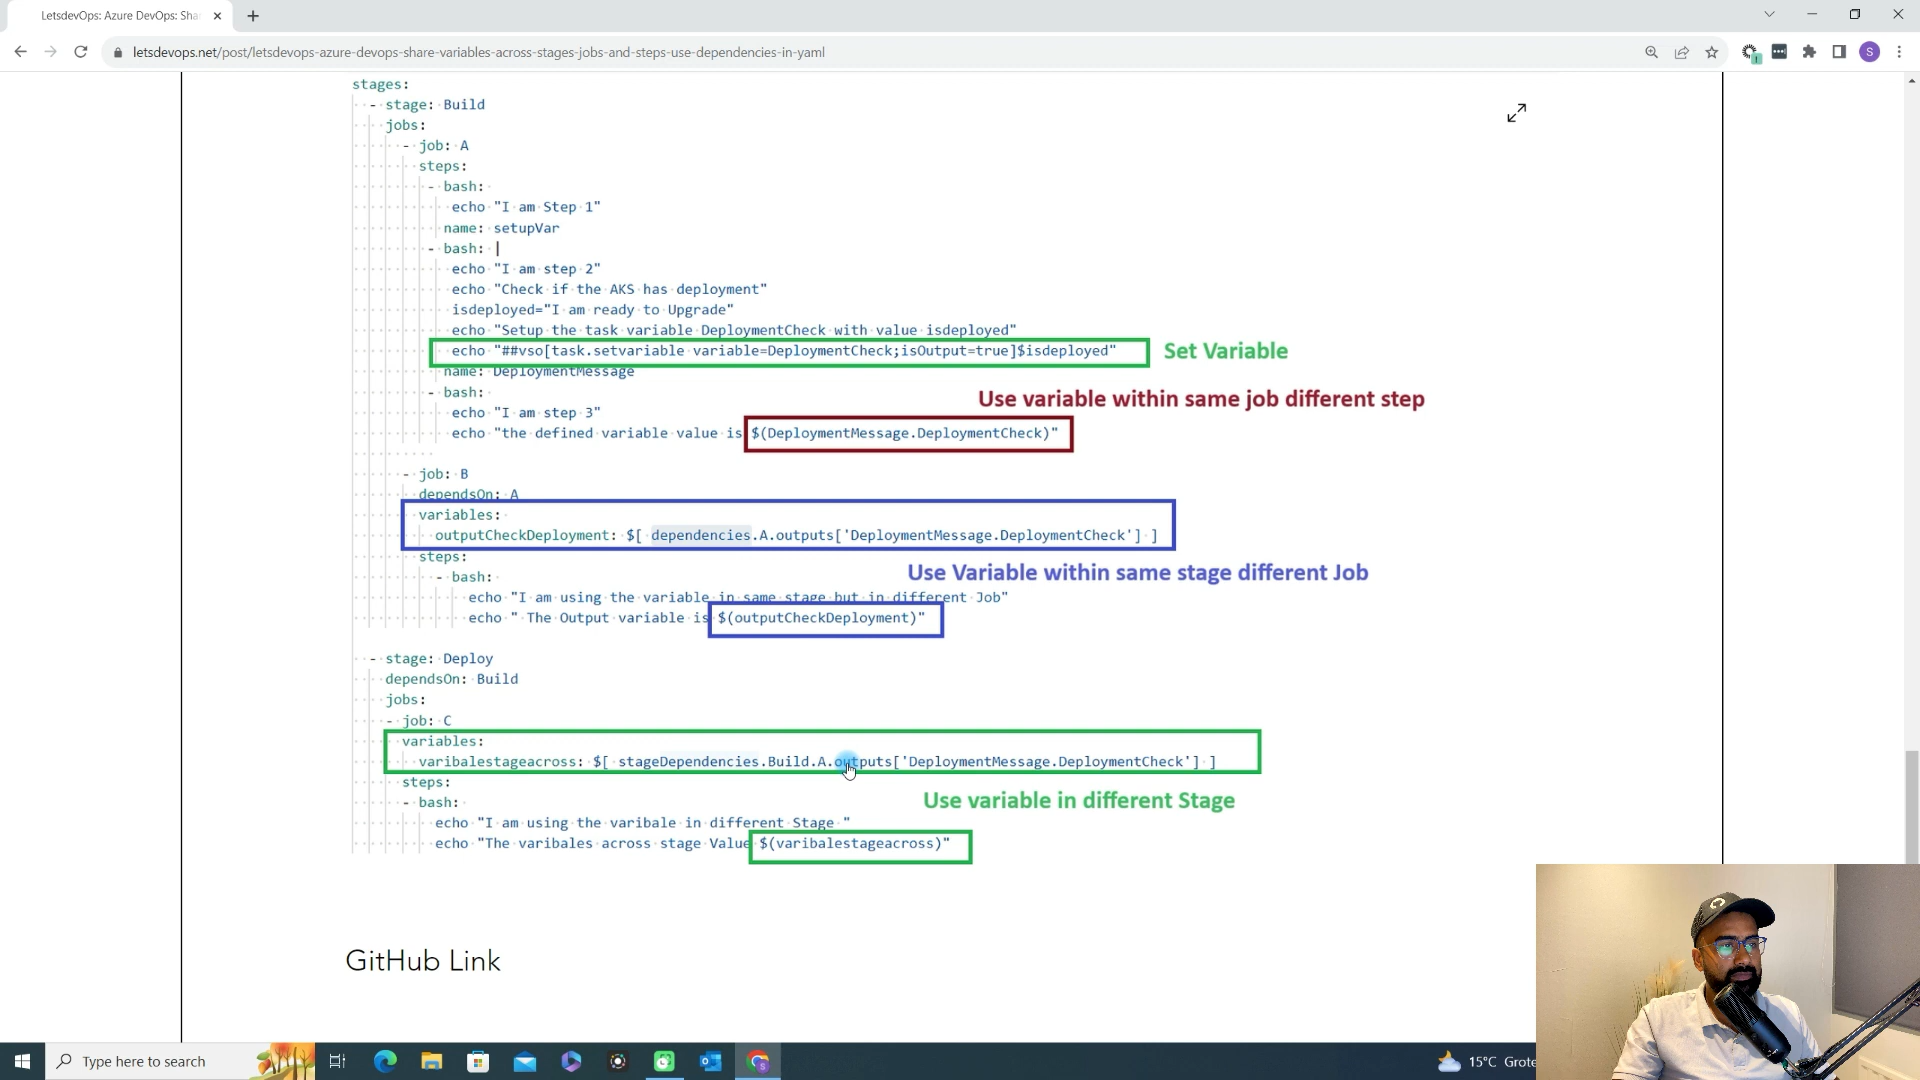 LetsdevOps: Azure DevOps: Sha
letsdevops.net/post/letsdevops-azure-devops-share-variables-across-stages-jobs-and-steps-use-dependencies-in-yaml
S
stages:
- stage: Build
jobs:
- job: A
steps:
- bash:
echo "I am Step 1"
name: setupVar
- bash: |
echo "I am step 2"
echo "Check if the AKS has deployment"
isdeployed="I am ready to Upgrade"
echo "Setup the task variable DeploymentCheck with value isdeployed"
echo "##vso[task.setvariable variable=DeploymentCheck;isOutput=true]$isdeployed"
Set Variable
name: DeploymentMessage
- bash:
Use variable within same job different step
echo "I am step 3"
echo "the defined variable value is $(DeploymentMessage.DeploymentCheck)"
- job: B
dependsOn: A
variables:
outputCheckDeployment: $[ dependencies.A.outputs['DeploymentMessage.DeploymentCheck'] ]
steps:
- bash:
Use Variable within same stage different Job
echo "I am using the variable in same stage but in different Job"
echo " The Output variable is $(outputCheckDeployment)"
- stage: Deploy
dependsOn: Build
jobs:
- job: C
variables:
varibalestageacross: $[ stageDependencies.Build.A.outputs['DeploymentMessage.DeploymentCheck'] ]
steps:
- bash:
Use variable in different Stage
echo "I am using the varibale in different Stage "
echo "The varibales across stage Value $(varibalestageacross)"
GitHub Link
Type here to search
15°C Grote